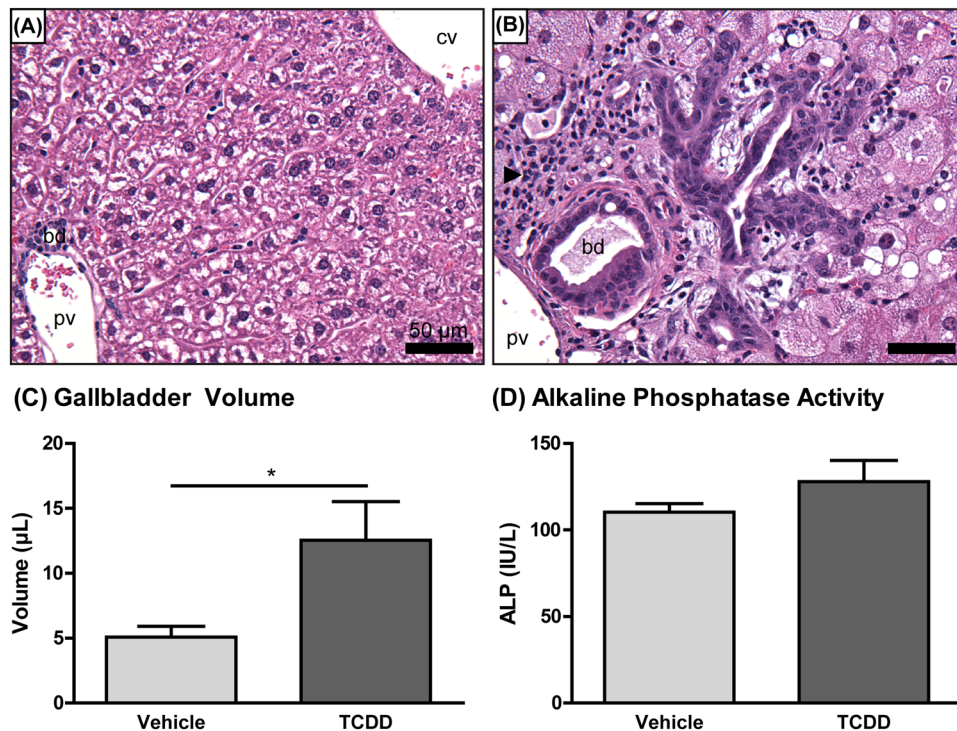 (A)
cv
bd
pv
50 µm
(B)
bd
pv
(C) Gallbladder Volume
20
15
10
5
0
Volume (µL)
*
Vehicle
TCDD
(D) Alkaline Phosphatase Activity
150
100
50
0
ALP (IU/L)
Vehicle
TCDD